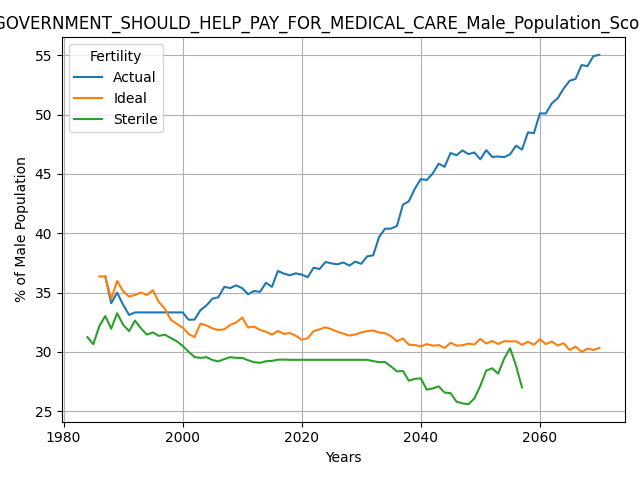 GOVERNMENT_SHOULD_HELP_PAY_FOR_MEDICAL_CARE_Male_Population_Sco
Fertility
Actual
Ideal
Sterile
% of Male Population
55
50
45
40
35
30
25
1980
2000
2020
2040
2060
Years